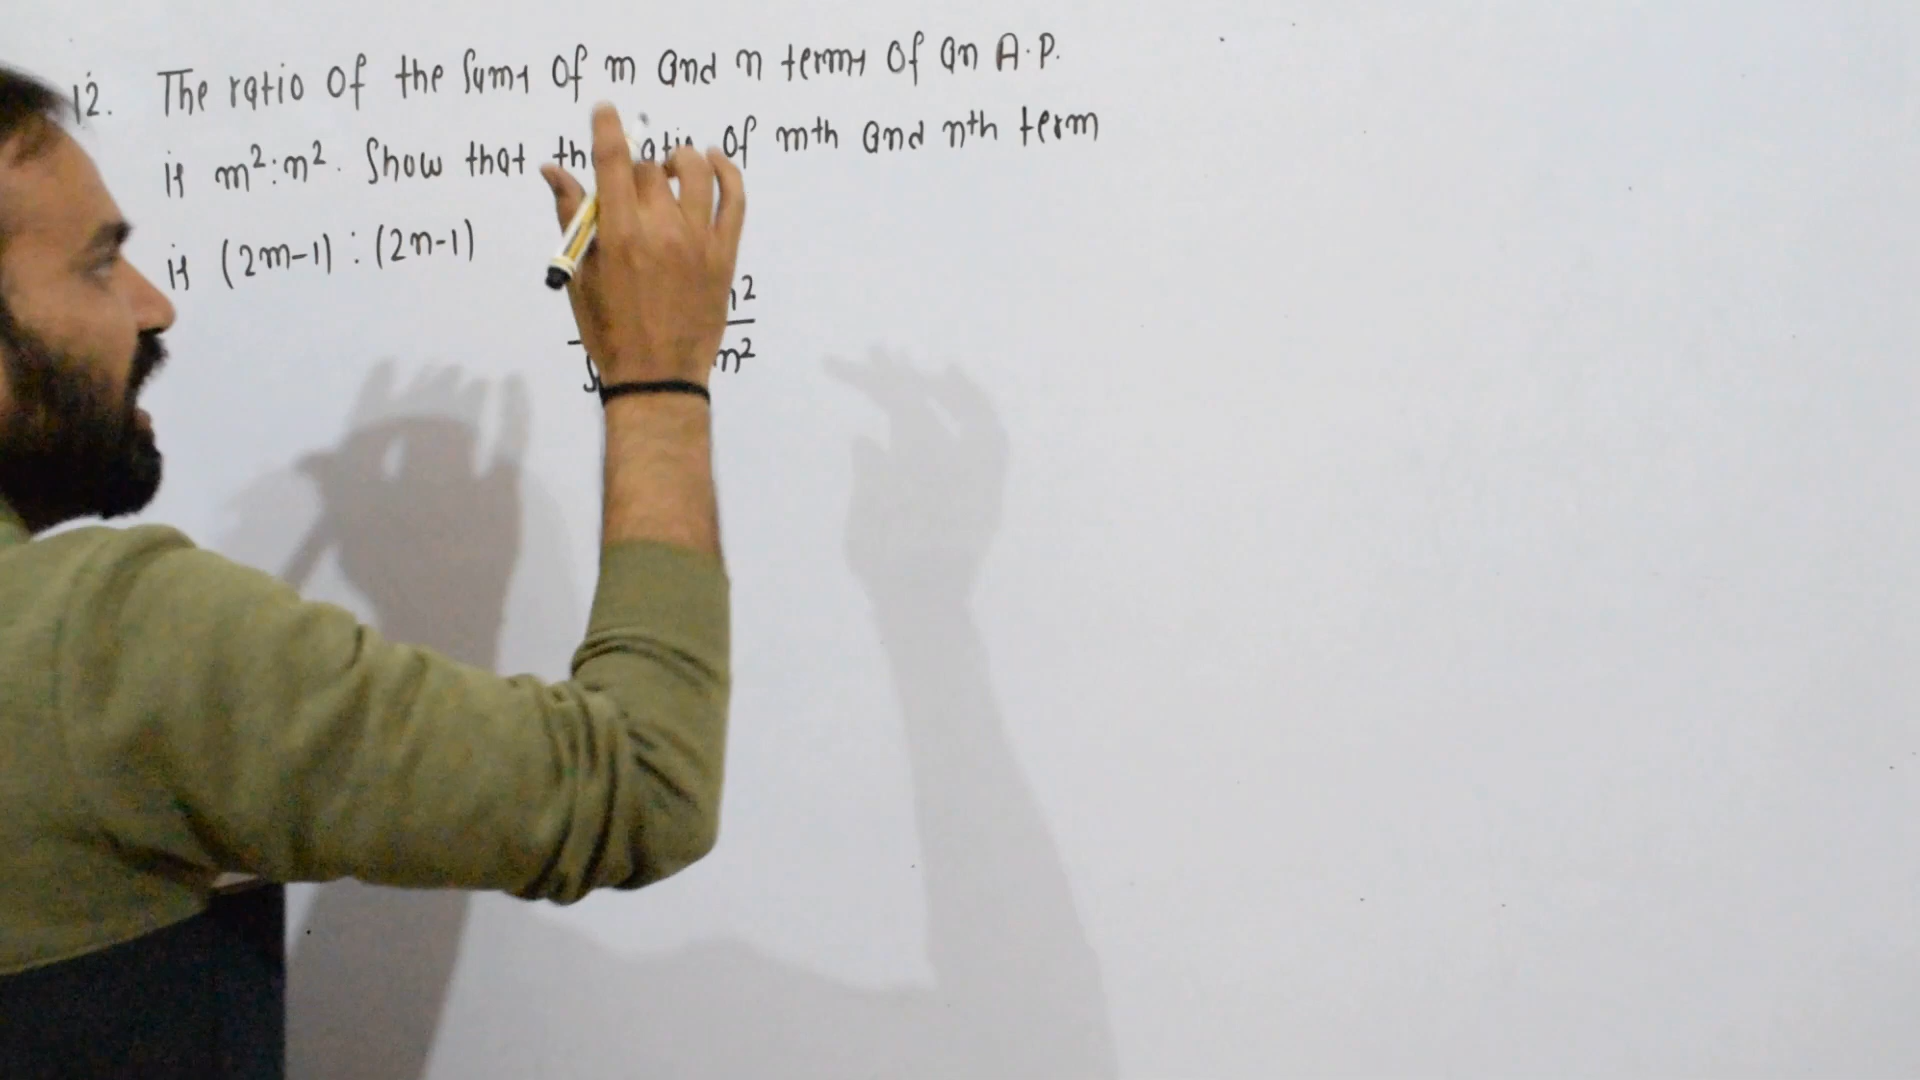 12. The ratio of the sums of m and n terms of an A.P.
is m²:n². Show that of mth and nth term
is (2m-1) : (2n-1)
n²